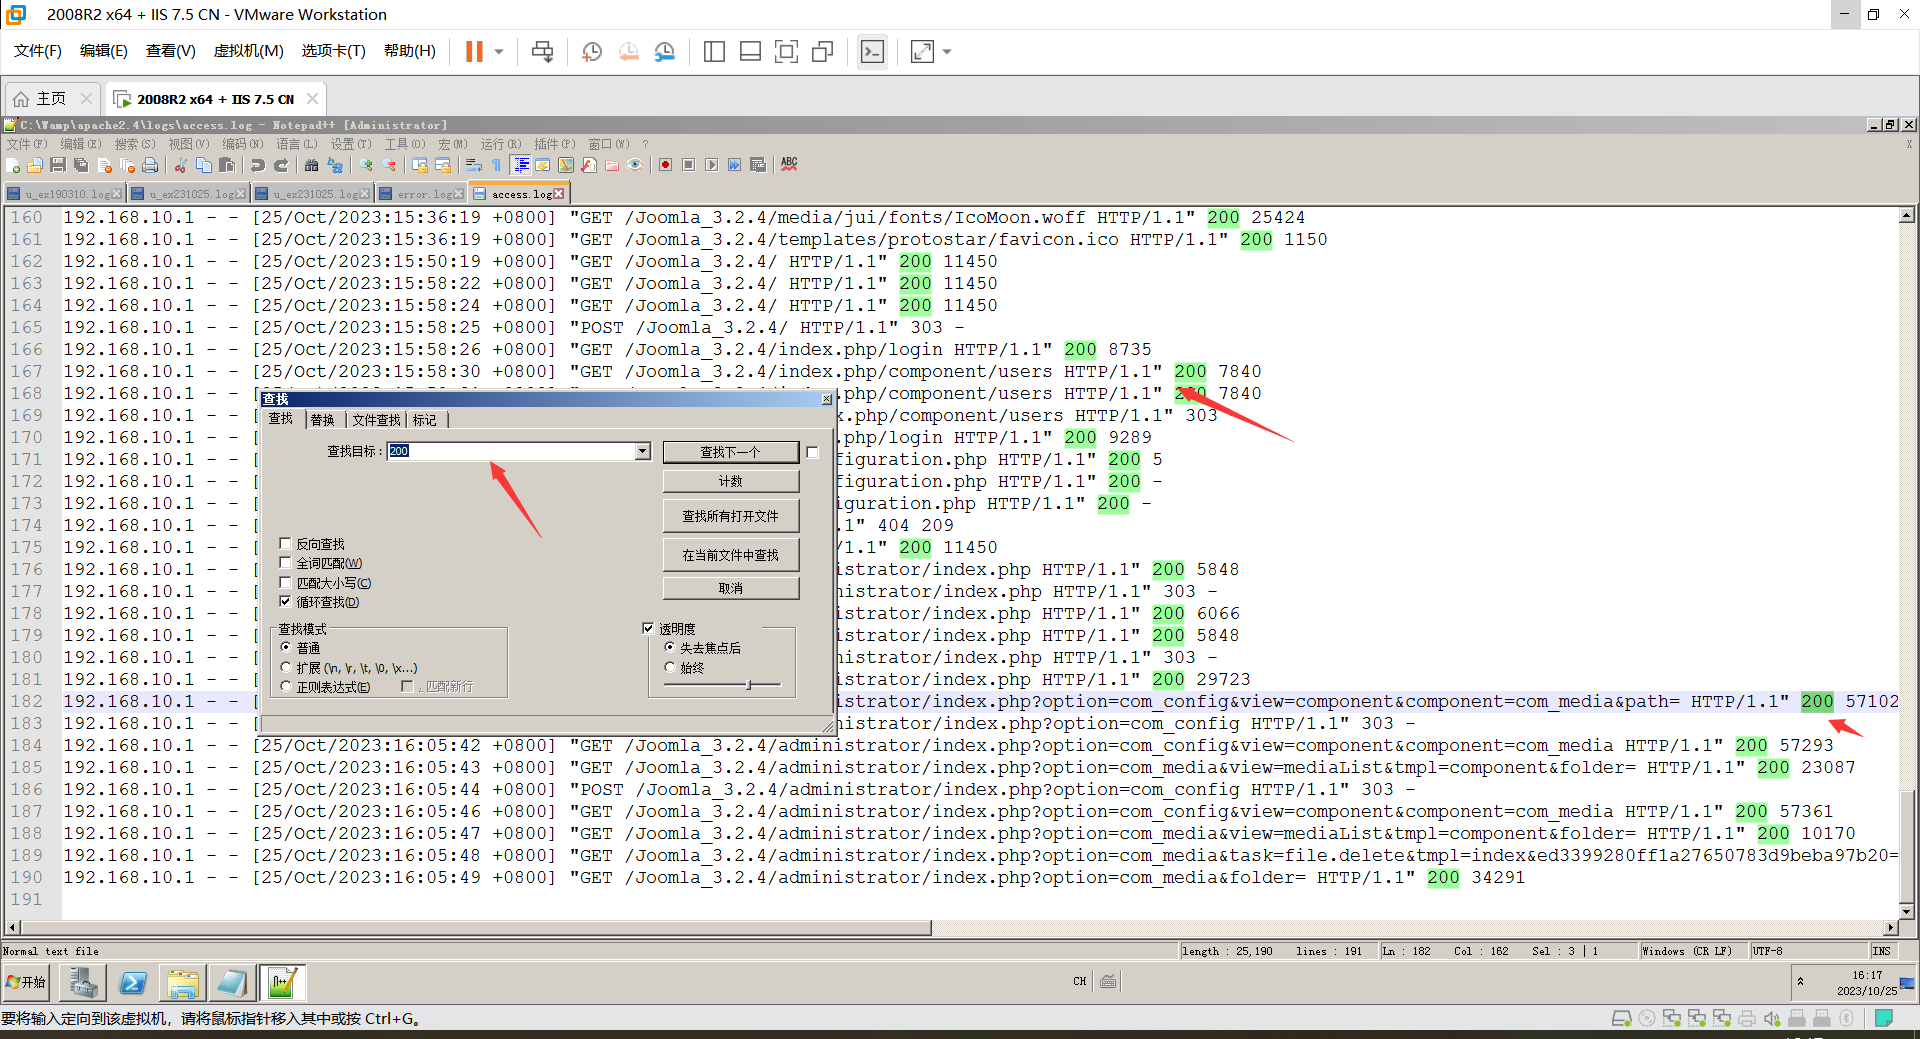 2008R2 x64 + IIS 7.5 CN - VMware Workstation
文件(F) 编辑(E) 查看(V) 虚拟机(M) 选项卡(T) 帮助(H)
主页 2008R2 x64 + IIS 7.5 CN
C:\Wamp\apache2.4\logs\access.log - Notepad++ [Administrator]
文件(F) 编辑(E) 搜索(S) 视图(V) 编码(N) 语言(L) 设置(T) 工具(O) 宏(M) 运行(R) 插件(P) 窗口(W) ? X
ABC
u_ex190310.log u_ex231025.log u_ex231025.log error.log access.log
160 192.168.10.1 - - [25/Oct/2023:15:36:19 +0800] "GET /Joomla_3.2.4/media/jui/fonts/IcoMoon.woff HTTP/1.1" 200 25424
161 192.168.10.1 - - [25/Oct/2023:15:36:19 +0800] "GET /Joomla_3.2.4/templates/protostar/favicon.ico HTTP/1.1" 200 1150
162 192.168.10.1 - - [25/Oct/2023:15:50:19 +0800] "GET /Joomla_3.2.4/ HTTP/1.1" 200 11450
163 192.168.10.1 - - [25/Oct/2023:15:58:22 +0800] "GET /Joomla_3.2.4/ HTTP/1.1" 200 11450
164 192.168.10.1 - - [25/Oct/2023:15:58:24 +0800] "GET /Joomla_3.2.4/ HTTP/1.1" 200 11450
165 192.168.10.1 - - [25/Oct/2023:15:58:25 +0800] "POST /Joomla_3.2.4/ HTTP/1.1" 303 -
166 192.168.10.1 - - [25/Oct/2023:15:58:26 +0800] "GET /Joomla_3.2.4/index.php/login HTTP/1.1" 200 8735
167 192.168.10.1 - - [25/Oct/2023:15:58:30 +0800] "GET /Joomla_3.2.4/index.php/component/users HTTP/1.1" 200 7840
168 192.168.10.1 - - [ .php/component/users HTTP/1.1" 200 7840
169 192.168.10.1 - - [ x.php/component/users HTTP/1.1" 303
170 192.168.10.1 - - [ .php/login HTTP/1.1" 200 9289
171 192.168.10.1 - - [ figuration.php HTTP/1.1" 200 5
172 192.168.10.1 - - [ figuration.php HTTP/1.1" 200 -
173 192.168.10.1 - - [ iguration.php HTTP/1.1" 200 -
174 192.168.10.1 - - [ .1" 404 209
175 192.168.10.1 - - [ /1.1" 200 11450
176 192.168.10.1 - - [ istrator/index.php HTTP/1.1" 200 5848
177 192.168.10.1 - - [ istrator/index.php HTTP/1.1" 303 -
178 192.168.10.1 - - [ istrator/index.php HTTP/1.1" 200 6066
179 192.168.10.1 - - [ istrator/index.php HTTP/1.1" 200 5848
180 192.168.10.1 - - [ istrator/index.php HTTP/1.1" 303 -
181 192.168.10.1 - - [ istrator/index.php HTTP/1.1" 200 29723
182 192.168.10.1 - - [ istrator/index.php?option=com_config&view=component&component=com_media&path= HTTP/1.1" 200 57102
183 192.168.10.1 - - [ istrator/index.php?option=com_config HTTP/1.1" 303 -
184 192.168.10.1 - - [25/Oct/2023:16:05:42 +0800] "GET /Joomla_3.2.4/administrator/index.php?option=com_config&view=component&component=com_media HTTP/1.1" 200 57293
185 192.168.10.1 - - [25/Oct/2023:16:05:43 +0800] "GET /Joomla_3.2.4/administrator/index.php?option=com_media&view=mediaList&tmpl=component&folder= HTTP/1.1" 200 23087
186 192.168.10.1 - - [25/Oct/2023:16:05:44 +0800] "POST /Joomla_3.2.4/administrator/index.php?option=com_config HTTP/1.1" 303 -
187 192.168.10.1 - - [25/Oct/2023:16:05:46 +0800] "GET /Joomla_3.2.4/administrator/index.php?option=com_config&view=component&component=com_media HTTP/1.1" 200 57361
188 192.168.10.1 - - [25/Oct/2023:16:05:47 +0800] "GET /Joomla_3.2.4/administrator/index.php?option=com_media&view=mediaList&tmpl=component&folder= HTTP/1.1" 200 10170
189 192.168.10.1 - - [25/Oct/2023:16:05:48 +0800] "GET /Joomla_3.2.4/administrator/index.php?option=com_media&task=file.delete&tmpl=index&ed3399280ff1a27650783d9beba97b20=
190 192.168.10.1 - - [25/Oct/2023:16:05:49 +0800] "GET /Joomla_3.2.4/administrator/index.php?option=com_media&folder= HTTP/1.1" 200 34291
191
查找
查找 替换 文件查找 标记
查找目标: 200 查找下一个
计数
查找所有打开文件
在当前文件中查找
取消
反向查找
全词匹配(W)
匹配大小写(C)
循环查找(D)
查找模式
普通
扩展 (\n, \r, \t, \0, \x...)
正则表达式(E) . 匹配新行
透明度
失去焦点后
始终
Normal text file length : 25,190 lines : 191 Ln : 182 Col : 162 Sel : 3 | 1 Windows (CR LF) UTF-8 INS
开始 CH 16:17
2023/10/25
要将输入定向到该虚拟机，请将鼠标指针移入其中或按 Ctrl+G。